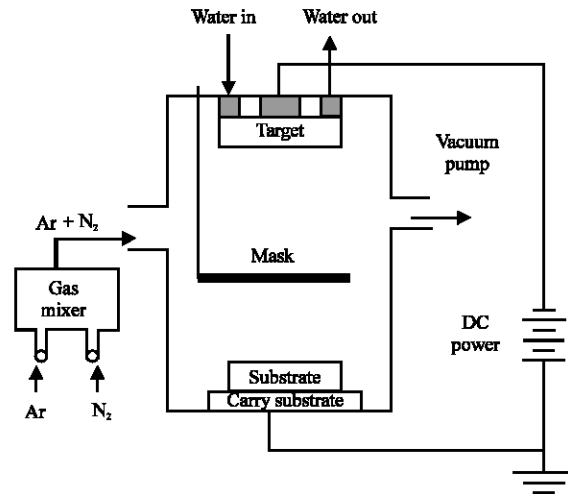 Water in
Water out
Target
Vacuum
pump
Ar + N₂
Mask
Gas
mixer
DC
power
Substrate
Carry substrate
Ar
N₂